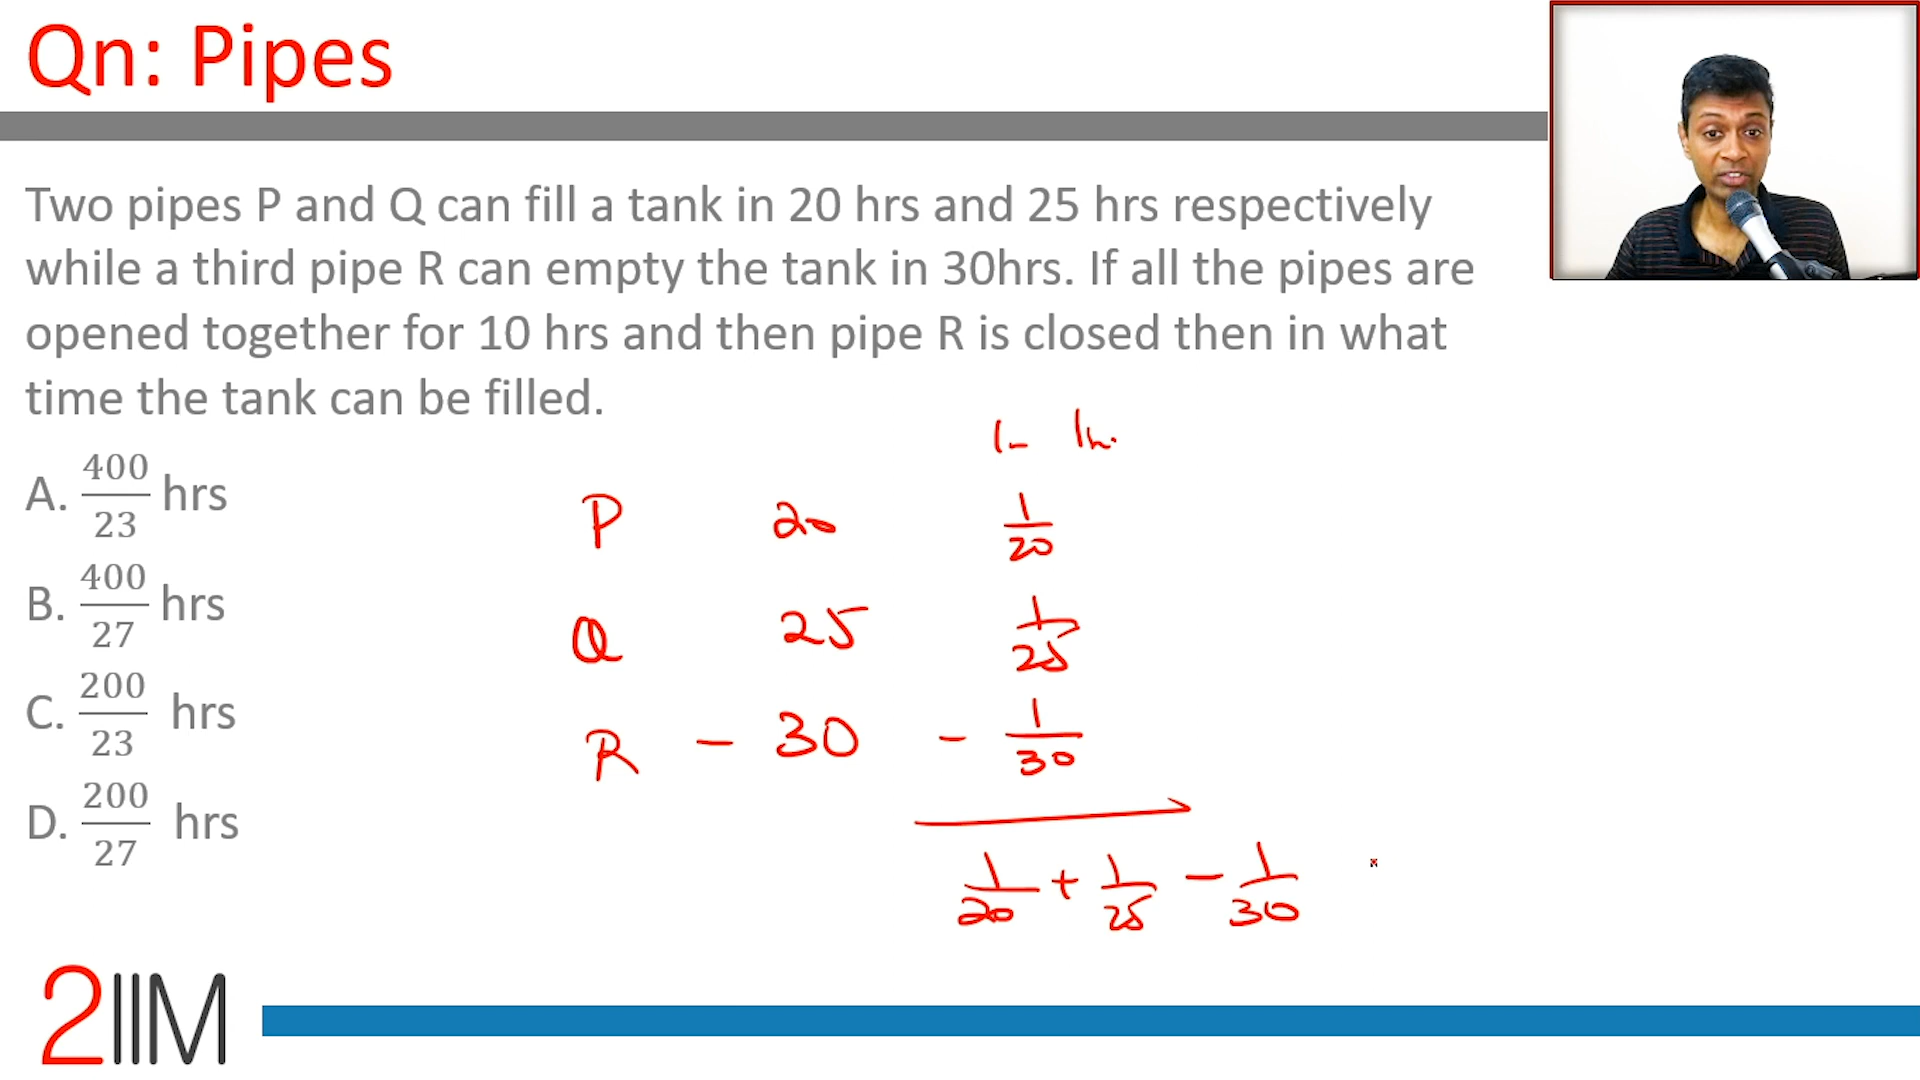 Qn: Pipes
Two pipes P and Q can fill a tank in 20 hrs and 25 hrs respectively
while a third pipe R can empty the tank in 30hrs. If all the pipes are
opened together for 10 hrs and then pipe R is closed then in what
time the tank can be filled.
A. 400/23 hrs
B. 400/27 hrs
C. 200/23 hrs
D. 200/27 hrs
1h.
P 20 1/20
Q 25 1/25
R - 30 - 1/30
1/20 + 1/25 - 1/30
2IIM